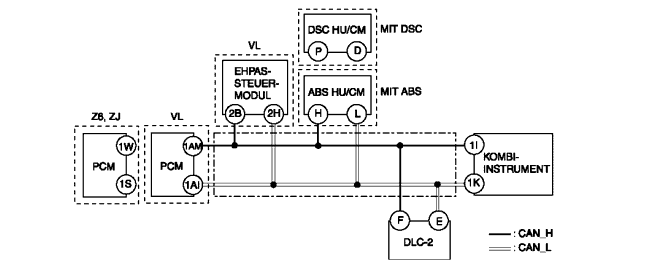 DSC HU/CM
MIT DSC
P
D
VL
EHPAS-
STEUER-
MODUL
2B
2H
ABS HU/CM
MIT ABS
H
L
Z6, ZJ
VL
PCM
1W
1S
PCM
1AM
1AI
1I
1K
KOMBI-
INSTRUMENT
F
E
DLC-2
: CAN_H
: CAN_L